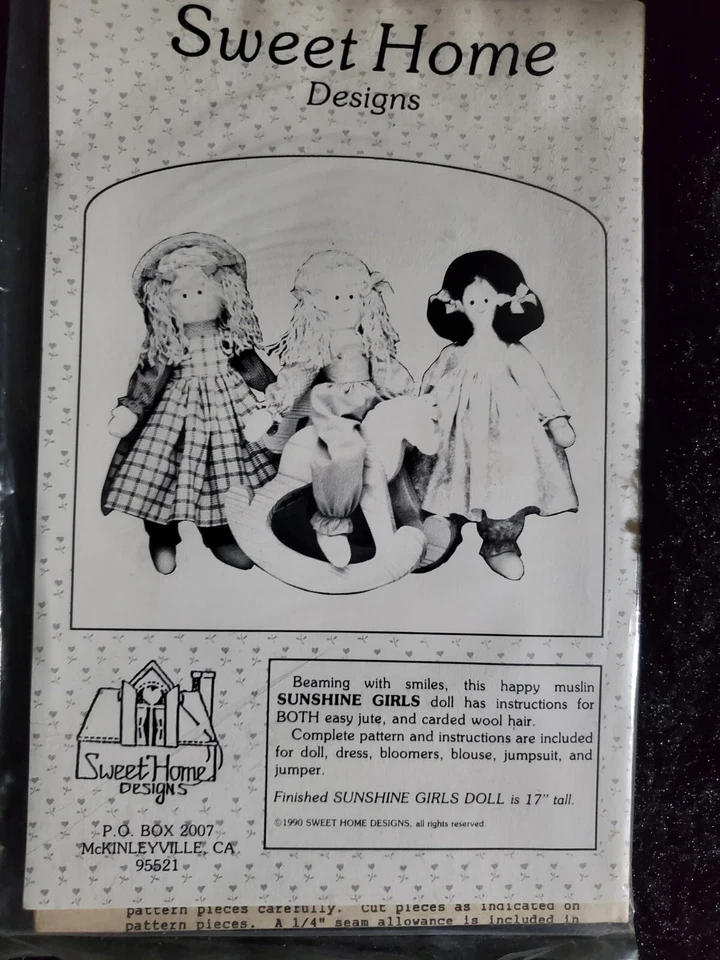 Sweet Home
Designs
Sweet Home
DESIGNS
P.O. BOX 2007
McKINLEYVILLE, CA
95521
Beaming with smiles, this happy muslin
SUNSHINE GIRLS doll has instructions for
BOTH easy jute, and carded wool hair.
Complete pattern and instructions are included
for doll, dress, bloomers, blouse, jumpsuit, and
jumper.
Finished SUNSHINE GIRLS DOLL is 17" tall.
©1990 SWEET HOME DESIGNS, all rights reserved
pattern pieces carefully. Cut pieces as indicated on
pattern pieces. A 1/4" seam allowance is included in